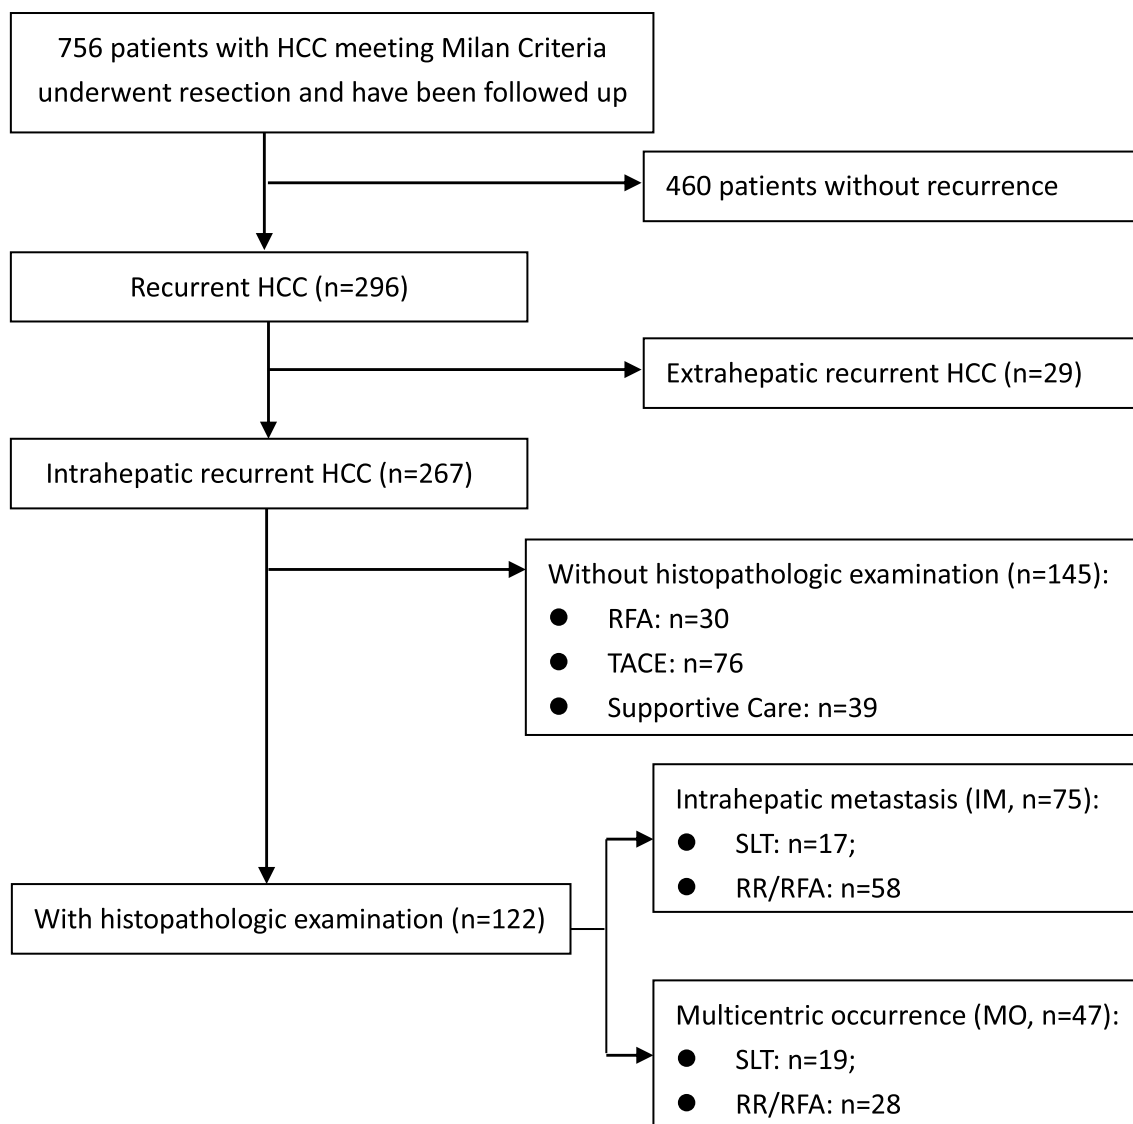 756 patients with HCC meeting Milan Criteria
underwent resection and have been followed up
460 patients without recurrence
Recurrent HCC (n=296)
Extrahepatic recurrent HCC (n=29)
Intrahepatic recurrent HCC (n=267)
Without histopathologic examination (n=145):
● RFA: n=30
● TACE: n=76
● Supportive Care: n=39
Intrahepatic metastasis (IM, n=75):
● SLT: n=17;
● RR/RFA: n=58
With histopathologic examination (n=122)
Multicentric occurrence (MO, n=47):
● SLT: n=19;
● RR/RFA: n=28